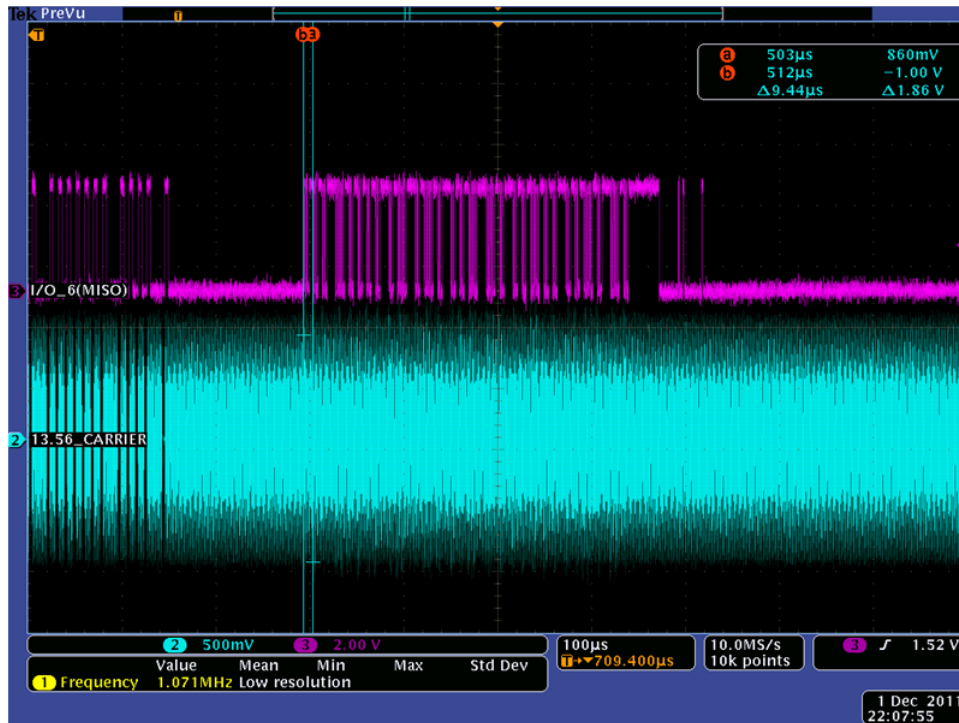 Tek PreVu
T
T
b a
a 503µs 860mV
b 512µs −1.00 V
Δ9.44µs Δ1.86 V
3 I/O_6(MISO)
2 13.56_CARRIER
2 500mV 3 2.00 V
100µs
T→▼709.400µs
10.0MS/s
10k points
3 1.52 V
Value Mean Min Max Std Dev
1 Frequency 1.071MHz Low resolution
1 Dec 2011
22:07:55